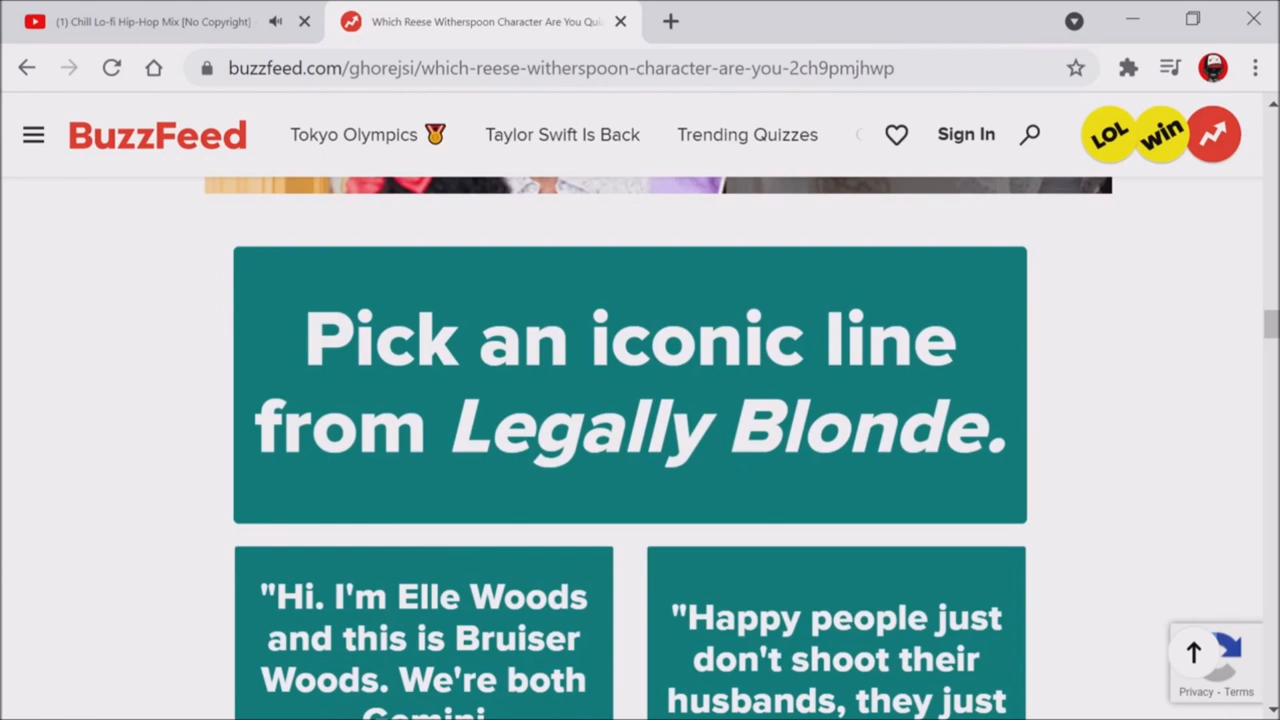 (1) Chill Lo-fi Hip-Hop Mix [No Copyright]
Which Reese Witherspoon Character Are You Qui
buzzfeed.com/ghorejsi/which-reese-witherspoon-character-are-you-2ch9pmjhwp
BuzzFeed Tokyo Olympics Taylor Swift Is Back Trending Quizzes Sign In LOL win
Pick an iconic line
from Legally Blonde.
"Hi. I'm Elle Woods
and this is Bruiser
Woods. We're both
Gemini
"Happy people just
don't shoot their
husbands, they just
Privacy - Terms